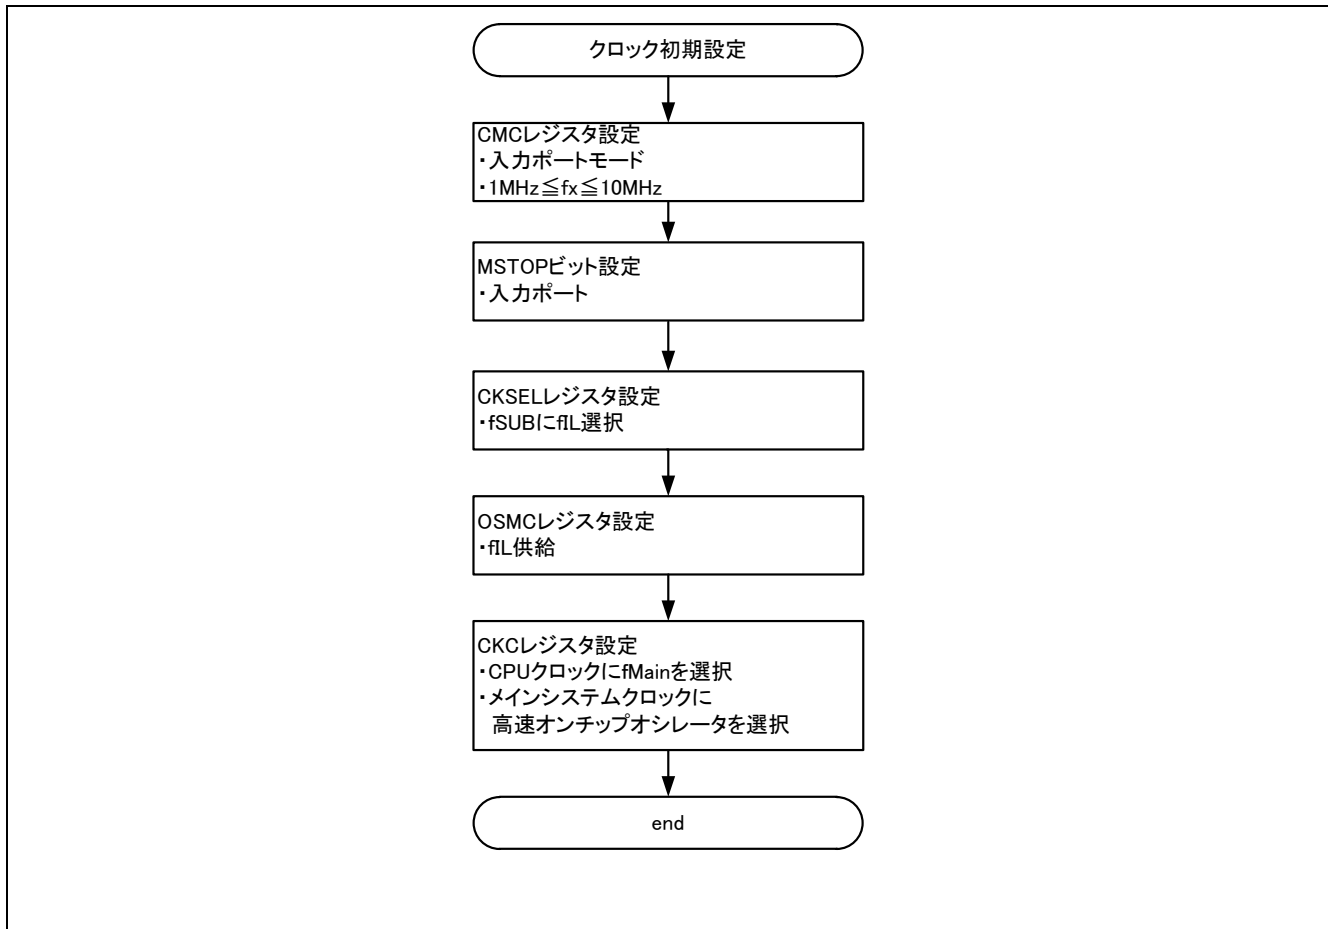 クロック初期設定
CMCレジスタ設定
・入力ポートモード
・1MHz≦fx≦10MHz
MSTOPビット設定
・入力ポート
CKSELレジスタ設定
・fSUBにfIL選択
OSMCレジスタ設定
・fIL供給
CKCレジスタ設定
・CPUクロックにfMainを選択
・メインシステムクロックに
高速オンチップオシレータを選択
end